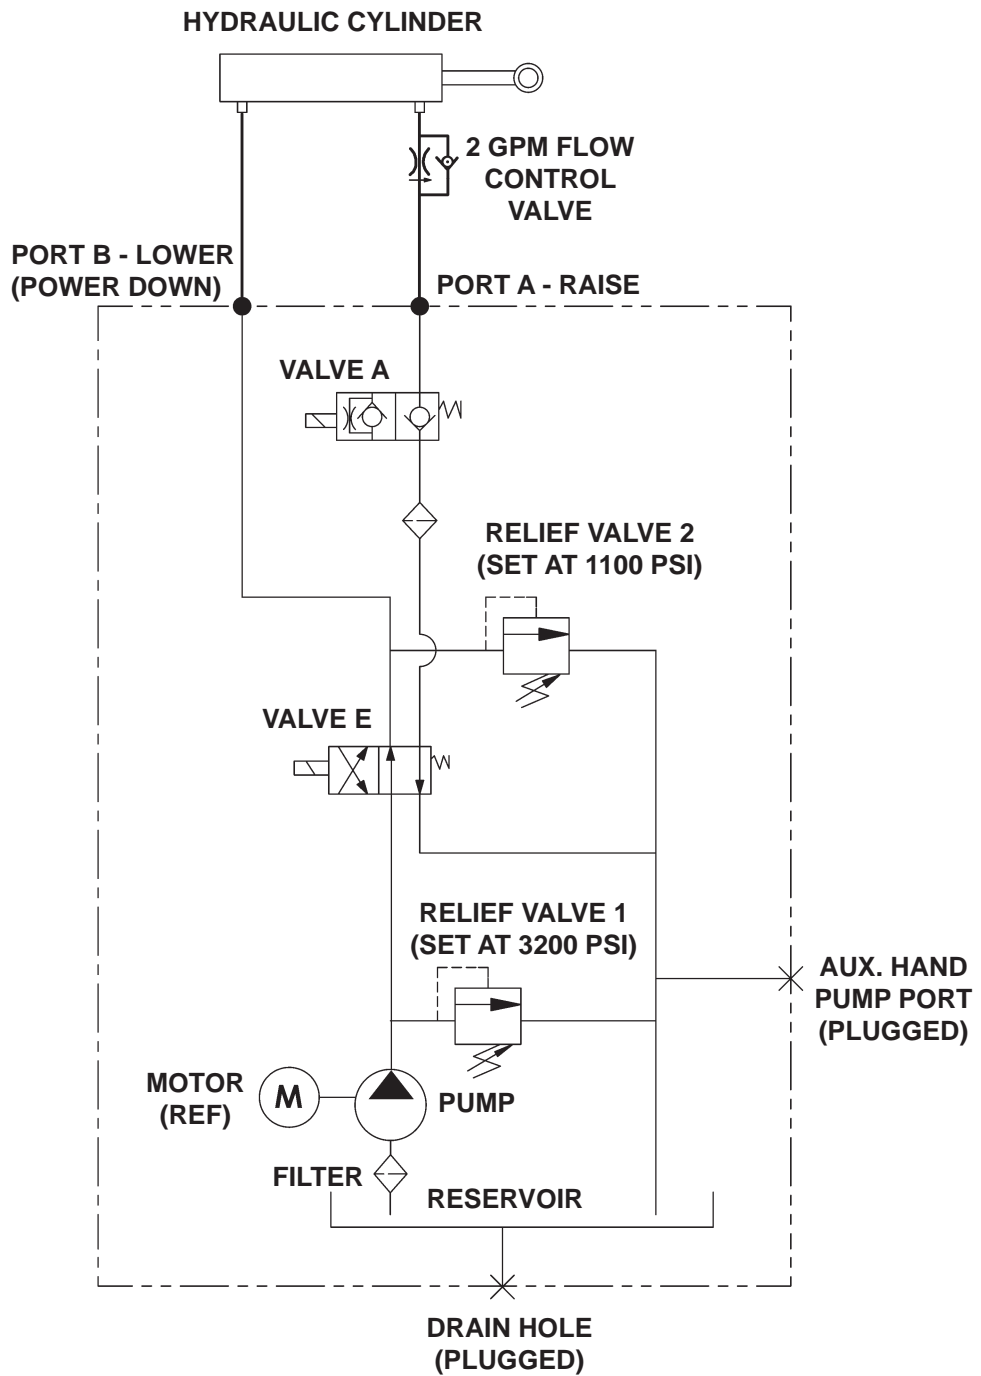 HYDRAULIC CYLINDER
2 GPM FLOW
CONTROL
VALVE
PORT B - LOWER
(POWER DOWN)
PORT A - RAISE
VALVE A
RELIEF VALVE 2
(SET AT 1100 PSI)
VALVE E
RELIEF VALVE 1
(SET AT 3200 PSI)
AUX. HAND
PUMP PORT
(PLUGGED)
MOTOR
(REF)
M
PUMP
FILTER
RESERVOIR
DRAIN HOLE
(PLUGGED)